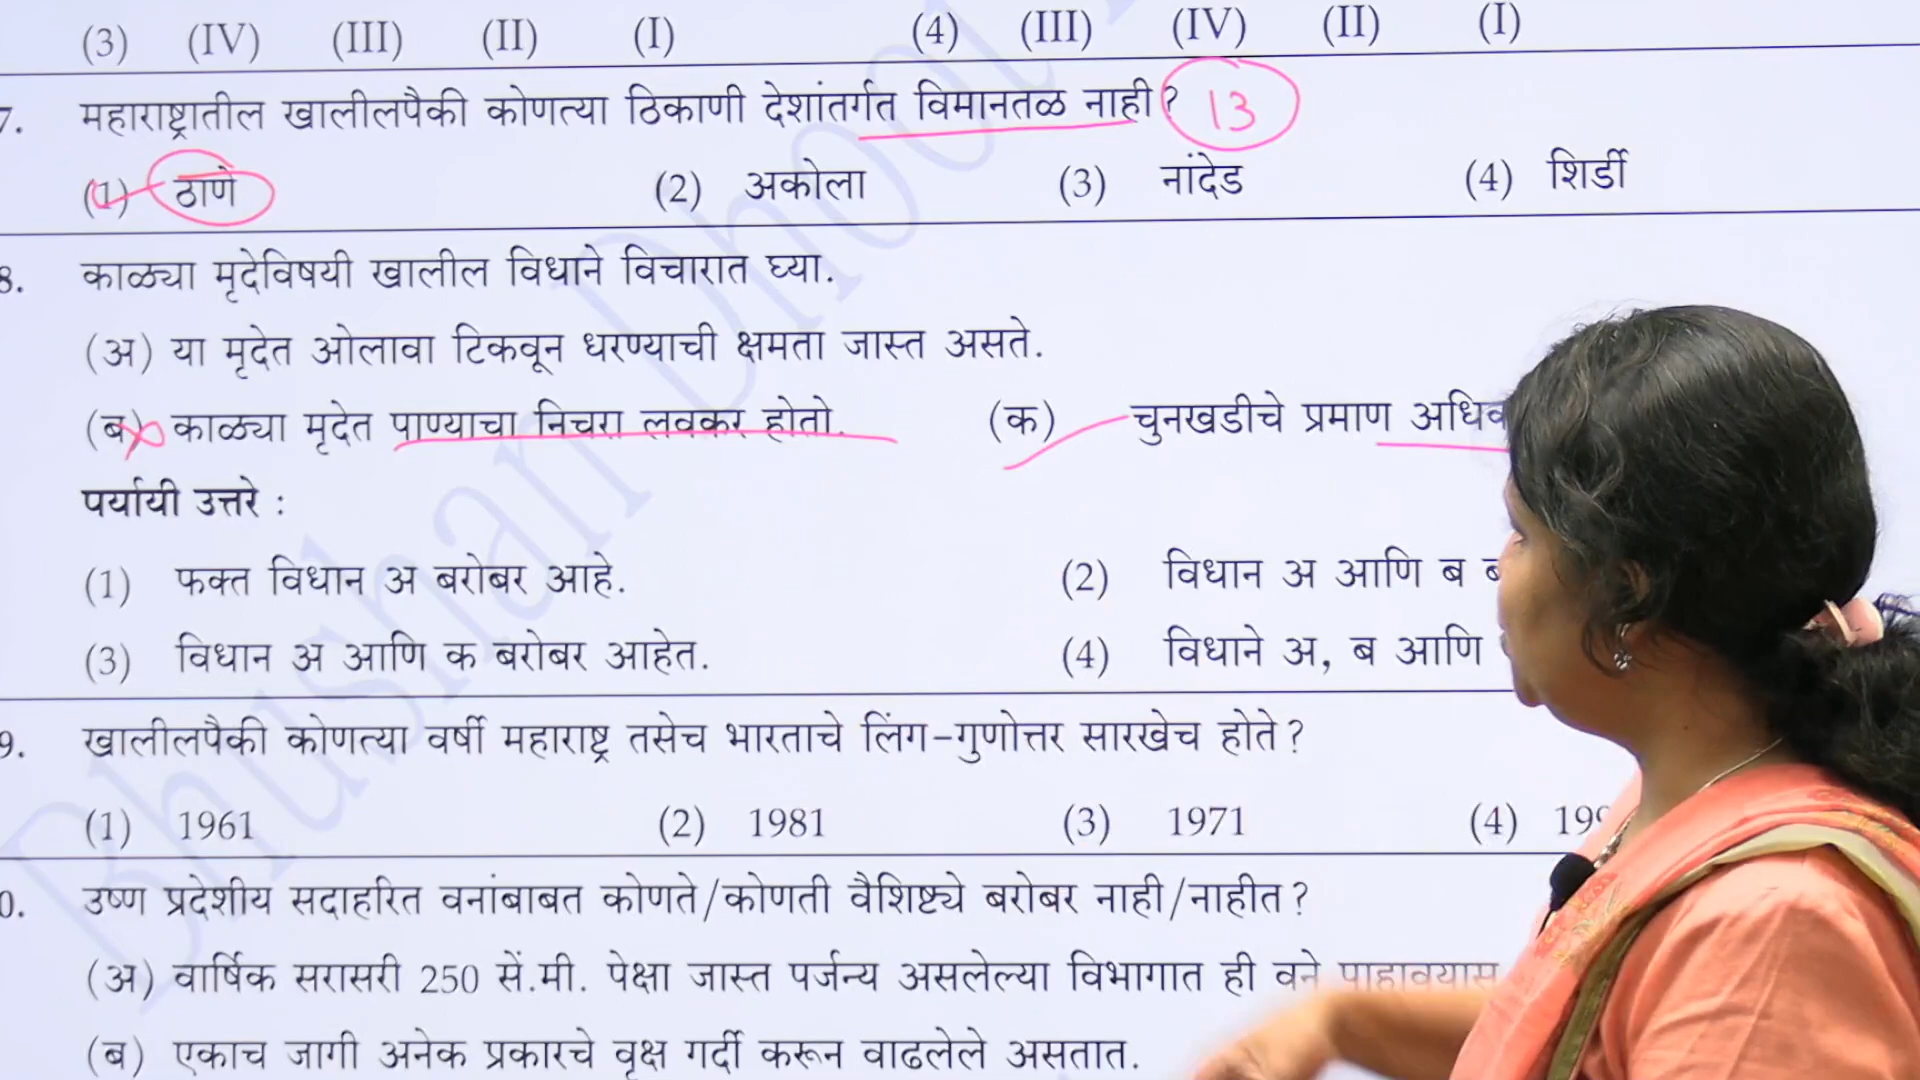 (3) (IV) (III) (II) (I) (4) (III) (IV) (II) (I)
7. महाराष्ट्रातील खालीलपैकी कोणत्या ठिकाणी देशांतर्गत विमानतळ नाही? 13
(1) ठाणे (2) अकोला (3) नांदेड (4) शिर्डी
8. काळ्या मृदेविषयी खालील विधाने विचारात घ्या.
(अ) या मृदेत ओलावा टिकवून धरण्याची क्षमता जास्त असते.
(ब) काळ्या मृदेत पाण्याचा निचरा लवकर होतो. (क) चुनखडीचे प्रमाण
पर्यायी उत्तरे :
(1) फक्त विधान अ बरोबर आहे. (2) विधान अ आणि ब
(3) विधान अ आणि क बरोबर आहेत. (4) विधाने अ, ब आणि
9. खालीलपैकी कोणत्या वर्षी महाराष्ट्र तसेच भारताचे लिंग-गुणोत्तर सारखेच होते?
(1) 1961 (2) 1981 (3) 1971 (4)
0. उष्ण प्रदेशीय सदाहरित वनांबाबत कोणते/कोणती वैशिष्ट्ये बरोबर नाही/नाहीत?
(अ) वार्षिक सरासरी 250 सें.मी. पेक्षा जास्त पर्जन्य असलेल्या विभागात ही वने पाहावयास
(ब) एकाच जागी अनेक प्रकारचे वृक्ष गर्दी करून वाढलेले असतात.
Bhushan Dhoot